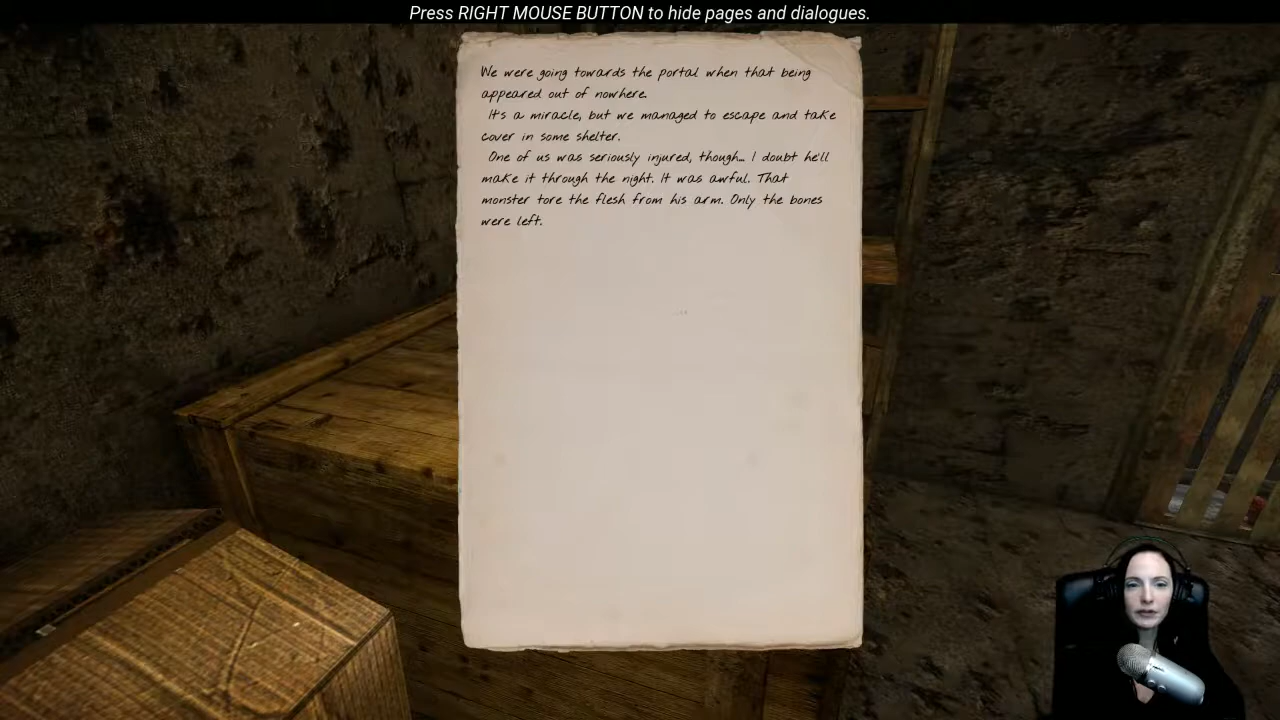 Press RIGHT MOUSE BUTTON to hide pages and dialogues.
We were going towards the portal when that being
appeared out of nowhere.
It's a miracle, but we managed to escape and take
cover in some shelter.
One of us was seriously injured, though... I doubt he'll
make it through the night. It was awful. That
monster tore the flesh from his arm. Only the bones
were left.